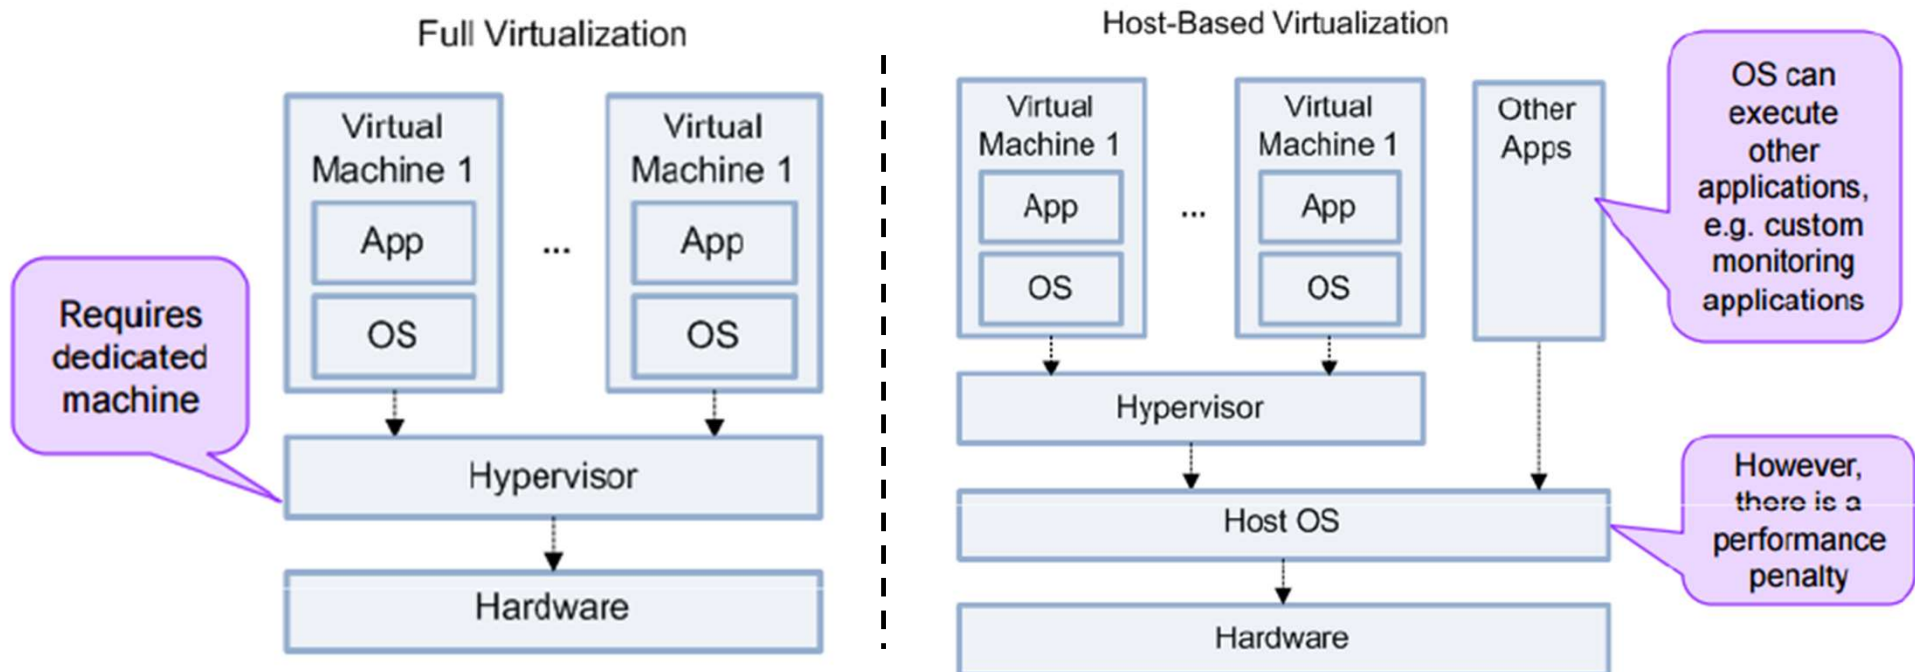 Full Virtualization
Virtual
Machine 1
App
OS
...
Virtual
Machine 1
App
OS
Requires
dedicated
machine
Hypervisor
Hardware
Host-Based Virtualization
Virtual
Machine 1
App
OS
...
Virtual
Machine 1
App
OS
Other
Apps
OS can
execute
other
applications,
e.g. custom
monitoring
applications
Hypervisor
Host OS
However,
there is a
performance
penalty
Hardware